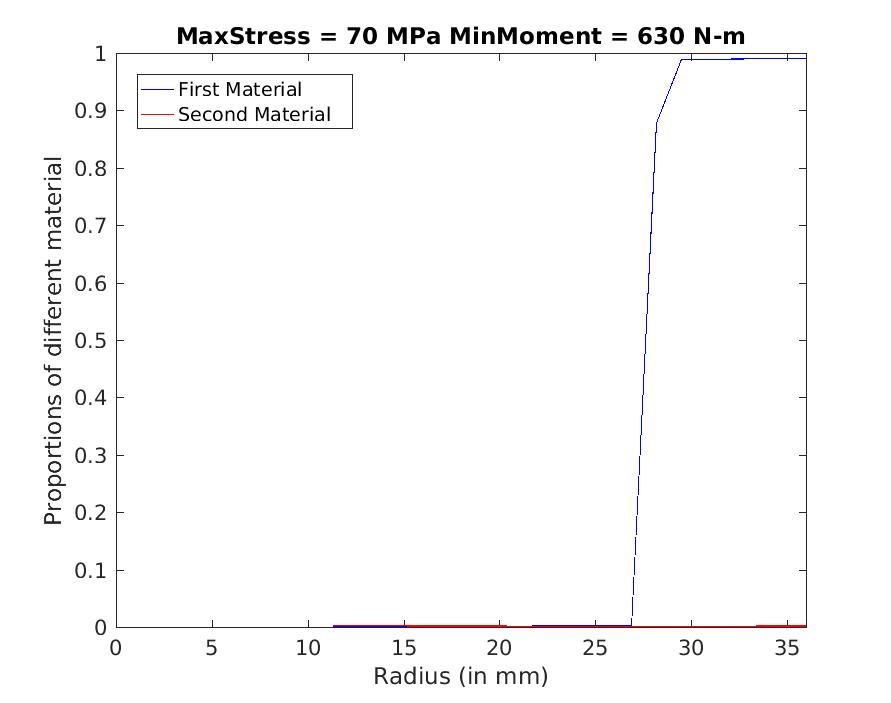 MaxStress = 70 MPa MinMoment = 630 N-m
1
0.9
0.8
0.7
0.6
0.5
0.4
0.3
0.2
0.1
0
Proportions of different material
First Material
Second Material
0 5 10 15 20 25 30 35
Radius (in mm)